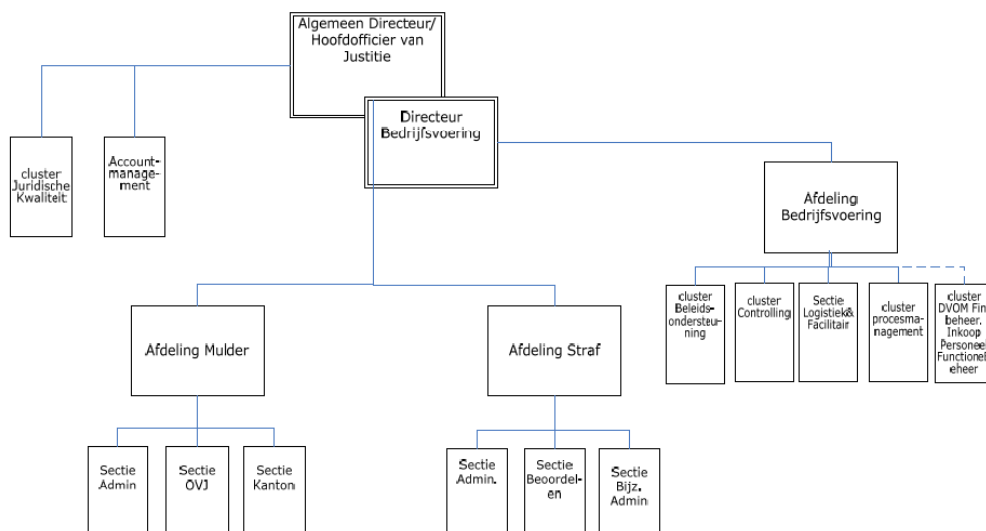 Algemeen Directeur/
Hoofdofficier van
Justitie
Directeur
Bedrijfsvoering
cluster
Juridische
Kwaliteit
Account-
manage-
ment
Afdeling
Bedrijfsvoering
cluster
Beleids-
ondersteu-
ning
cluster
Controlling
Sectie
Logistiek&
Facilitair
cluster
procesma-
nagement
cluster
DVOM Fin
beheer.
Inkoop
Personeel
Functioneel
beheer
Afdeling Mulder
Afdeling Straf
Sectie
Admin
Sectie
OVJ
Sectie
Kanton
Sectie
Admin.
Sectie
Beoordel-
en
Sectie
Bijz.
Admin